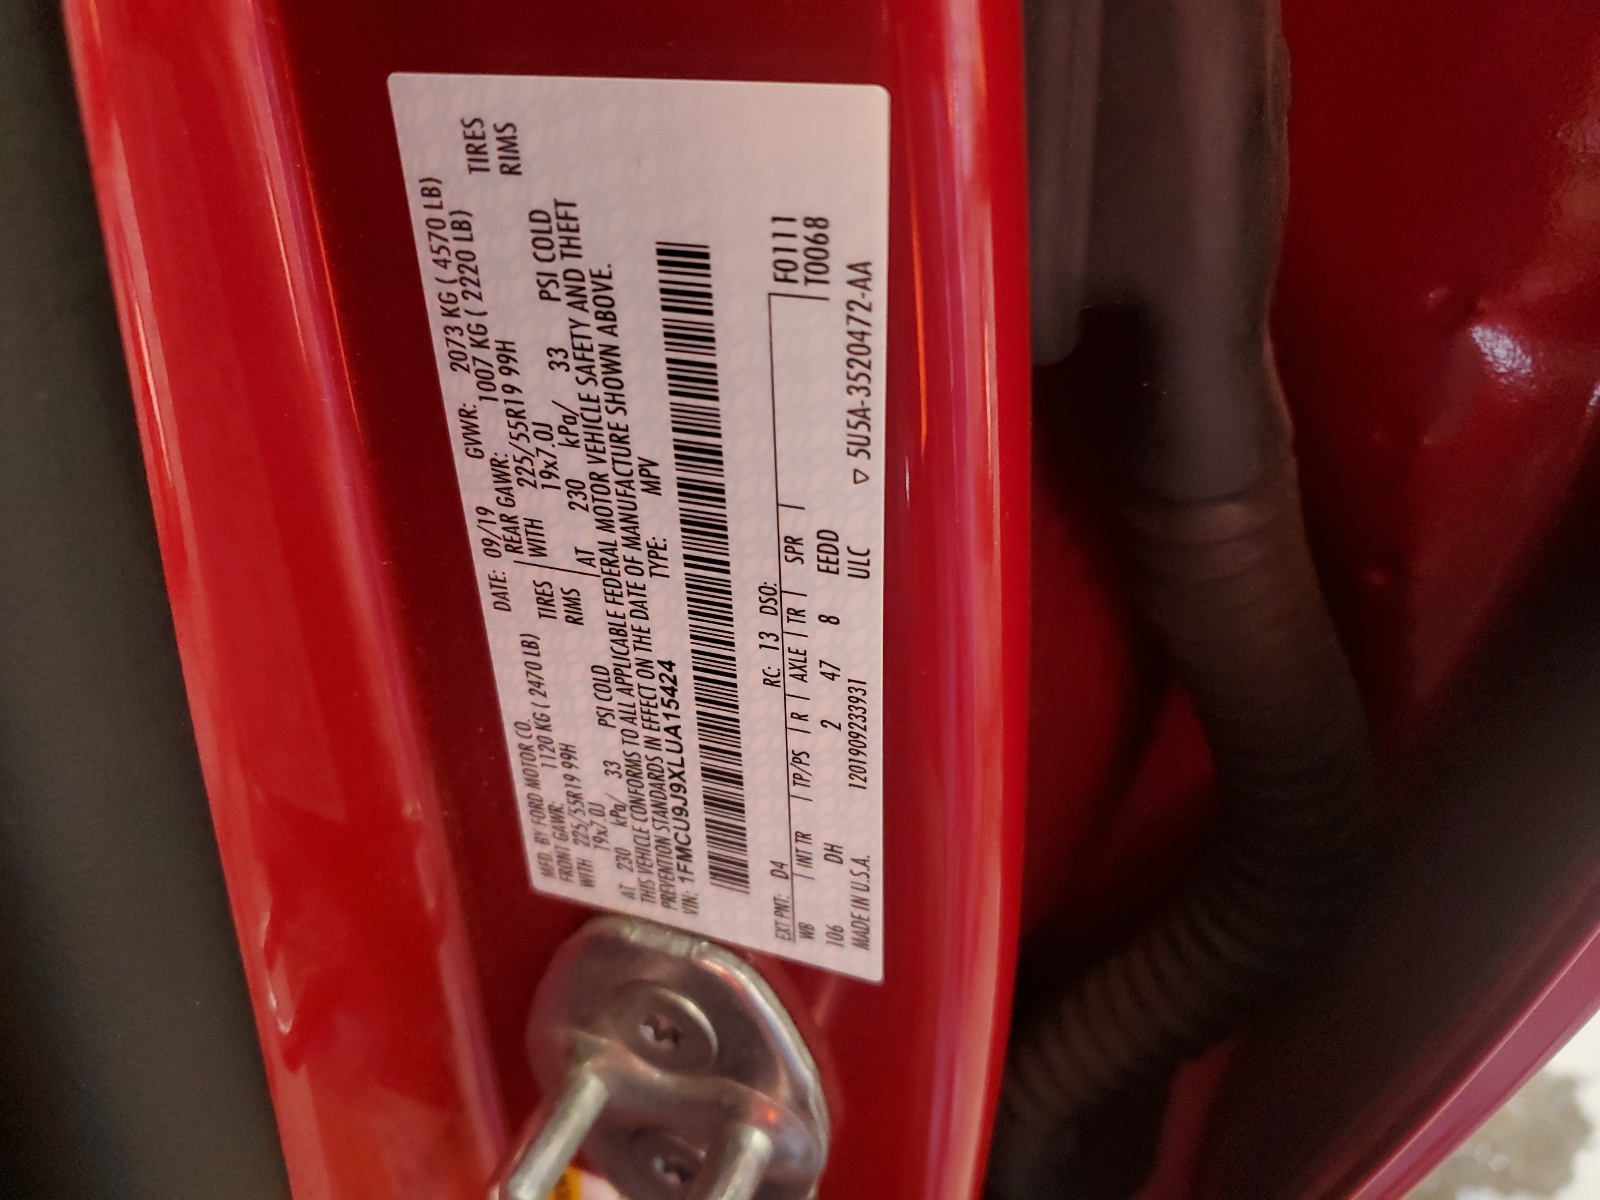 MFD. BY FORD MOTOR CO. DATE: 09/19 GVWR: 2073 KG ( 4570 LB)
FRONT GAWR: 1120 KG ( 2470 LB) REAR GAWR: 1007 KG ( 2220 LB)
WITH 225/55R19 99H TIRES WITH 225/55R19 99H TIRES
19x7.0J RIMS 19x7.0J RIMS
AT 230 kPa/ 33 PSI COLD AT 230 kPa/ 33 PSI COLD
THIS VEHICLE CONFORMS TO ALL APPLICABLE FEDERAL MOTOR VEHICLE SAFETY AND THEFT
PREVENTION STANDARDS IN EFFECT ON THE DATE OF MANUFACTURE SHOWN ABOVE.
VIN: 1FMCU9J9XLUA15424 TYPE: MPV
EXT PNT: D4 RC: 13 DSO: F0111
WB INT TR TP/PS R AXLE TR SPR T0068
106 DH 2 47 8 EEDD
MADE IN U.S.A. 1201909233931 ULC ▽ 5U5A-3520472-AA